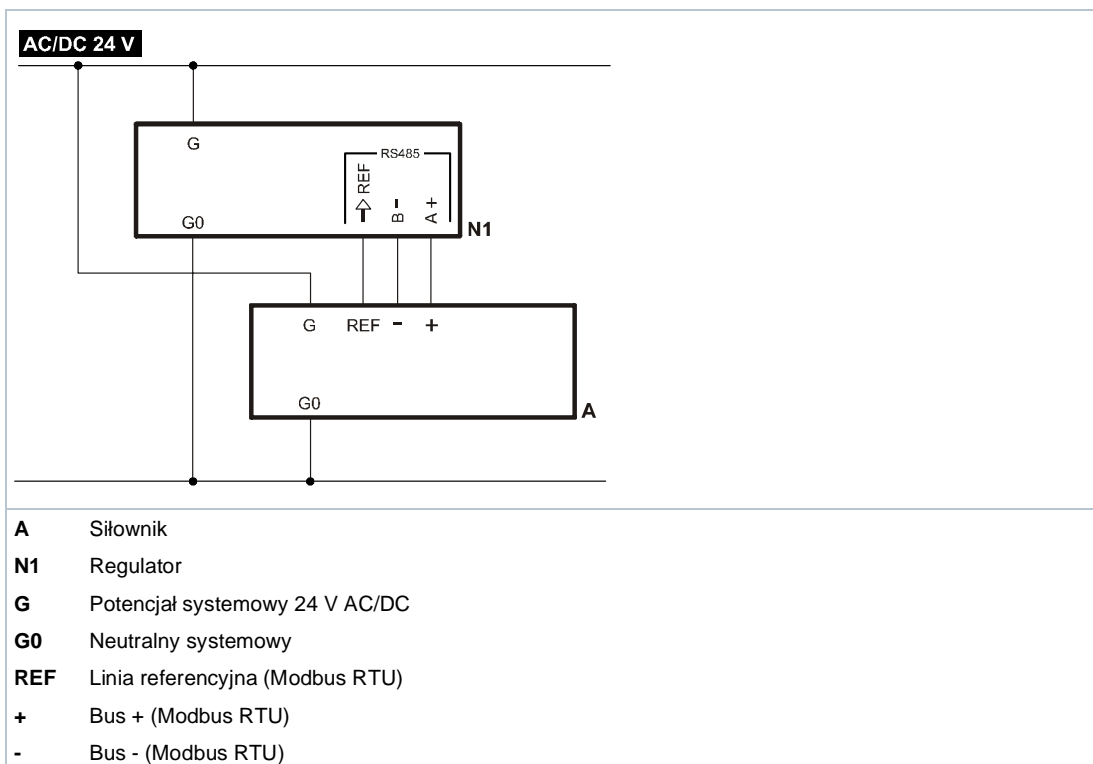 AC/DC 24 V
G
RS485
REF
B -
A +
G0
N1
G REF - +
G0
A
A Siłownik
N1 Regulator
G Potencjał systemowy 24 V AC/DC
G0 Neutralny systemowy
REF Linia referencyjna (Modbus RTU)
+ Bus + (Modbus RTU)
- Bus - (Modbus RTU)